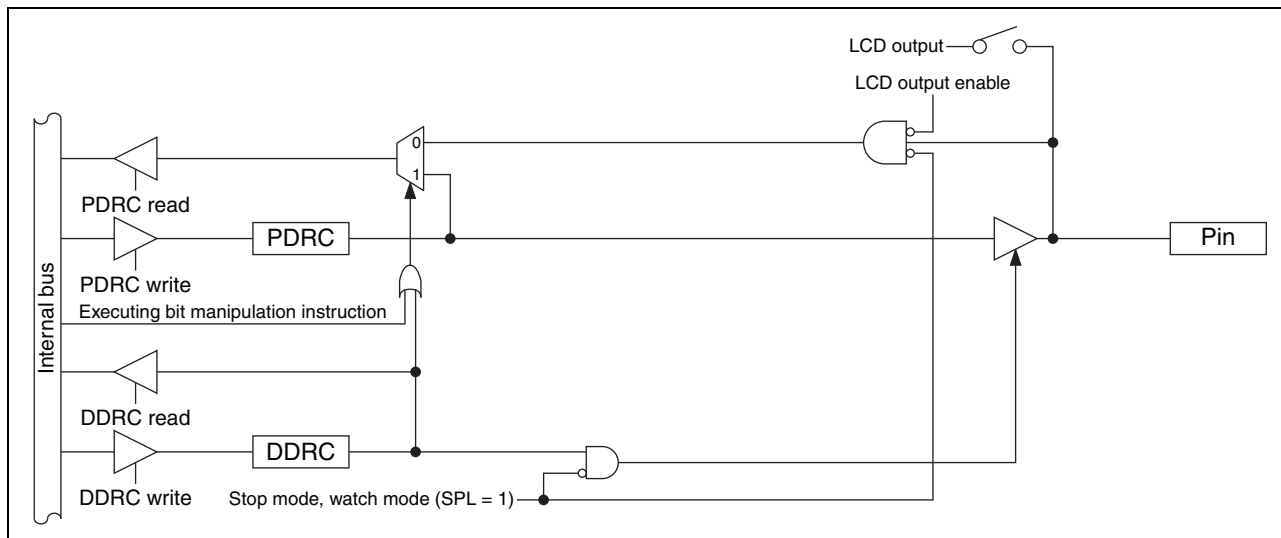 LCD output
LCD output enable
0
1
PDRC read
PDRC
Pin
PDRC write
Executing bit manipulation instruction
Internal bus
DDRC read
DDRC
DDRC write
Stop mode, watch mode (SPL = 1)